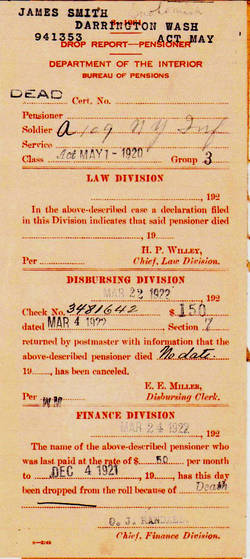 JAMES SMITH
DARRINGTON WASH
941353 ACT MAY
DROP REPORT—PENSIONER
DEPARTMENT OF THE INTERIOR
BUREAU OF PENSIONS
DEAD Cert. No.
Pensioner
Soldier A 109 NY Inf
Service
Class Act MAY 1-1920 Group 3
LAW DIVISION
, 192
In the above-described case a declaration filed
in this Division indicates that said pensioner died
, 19
H. P. WILLEY,
Per Chief, Law Division.
DISBURSING DIVISION
MAR 22 1922 , 192
Check No. 3481642 $ 150
dated MAR 4 1922, Section 7
returned by postmaster with information that the
above-described pensioner died No date.
19, has been canceled.
E. E. MILLER,
Per WM Disbursing Clerk.
FINANCE DIVISION
MAR 24 1922 , 192
The name of the above-described pensioner who
was last paid at the rate of $ 50 per month
to DEC 4 1921, 19, has this day
been dropped from the roll because of Death
Chief, Finance Division.